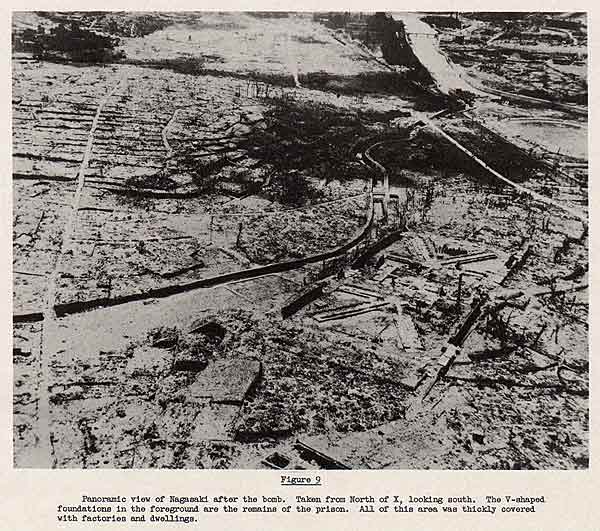 Figure 9
Panoramic view of Nagasaki after the bomb. Taken from North of X, looking south. The V-shaped
foundations in the foreground are the remains of the prison. All of this area was thickly covered
with factories and dwellings.